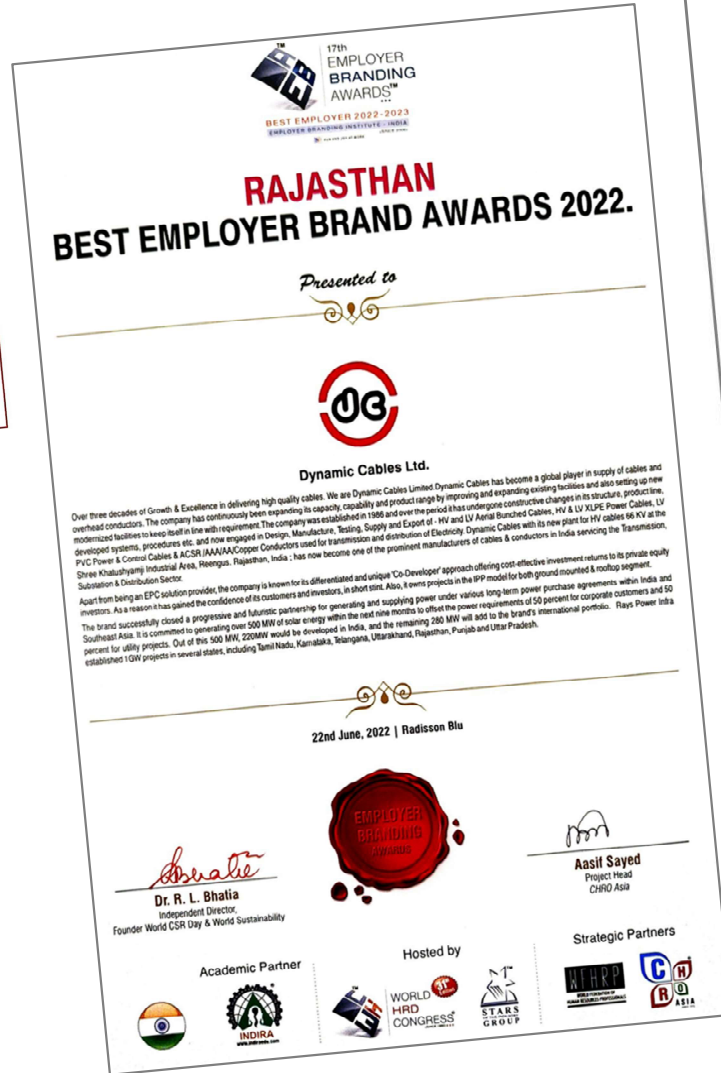 17th
EMPLOYER
BRANDING
AWARDS™
BEST EMPLOYER 2022-2023
EMPLOYER BRANDING INSTITUTE - INDIA
RAJASTHAN
BEST EMPLOYER BRAND AWARDS 2022.
Presented to
Dynamic Cables Ltd.
Over three decades of Growth & Excellence in delivering high quality cables. We are Dynamic Cables Limited.Dynamic Cables has become a global player in supply of cables and
overhead conductors. The company has continuously been expanding its capacity, capability and product range by improving and expanding existing facilities and also setting up new
modernized facilities to keep itself in line with requirement.The company was established in 1986 and over the period it has undergone constructive changes in its structure, product line,
developed systems, procedures etc. and now engaged in Design, Manufacture, Testing, Supply and Export of - HV and LV Aerial Bunched Cables, HV & LV XLPE Power Cables, LV
PVC Power & Control Cables & ACSR /AAA/AA/Copper Conductors used for transmission and distribution of Electricity. Dynamic Cables with its new plant for HV cables 66 KV at the
Shree Khatushyamji Industrial Area, Reengus, Rajasthan, India ; has now become one of the prominent manufacturers of cables & conductors in India servicing the Transmission,
Substation & Distribution Sector.
Apart from being an EPC solution provider, the company is known for its differentiated and unique 'Co-Developer' approach offering cost-effective investment returns to its private equity
investors. As a reason it has gained the confidence of its customers and investors, in short stint. Also, it owns projects in the IPP model for both ground mounted & rooftop segment.
The brand successfully closed a progressive and futuristic partnership for generating and supplying power under various long-term power purchase agreements within India and
Southeast Asia. It is committed to generating over 500 MW of solar energy within the next nine months to offset the power requirements of 50 percent for corporate customers and 50
percent for utility projects. Out of this 500 MW, 220MW would be developed in India, and the remaining 280 MW will add to the brand's international portfolio. Rays Power Infra
established 1GW projects in several states, including Tamil Nadu, Karnataka, Telangana, Uttarakhand, Rajasthan, Punjab and Uttar Pradesh.
22nd June, 2022 | Radisson Blu
EMPLOYER
BRANDING
AWARDS
Dr. R. L. Bhatia
Independent Director,
Founder World CSR Day & World Sustainability
Aasif Sayed
Project Head
CHRO Asia
Academic Partner
Hosted by
Strategic Partners
INDIRA
WORLD
HRD
CONGRESS
31st
STARS
GROUP
WFHRP
WORLD FEDERATION OF
HUMAN RESOURCES PROFESSIONALS
C H
R O
ASIA